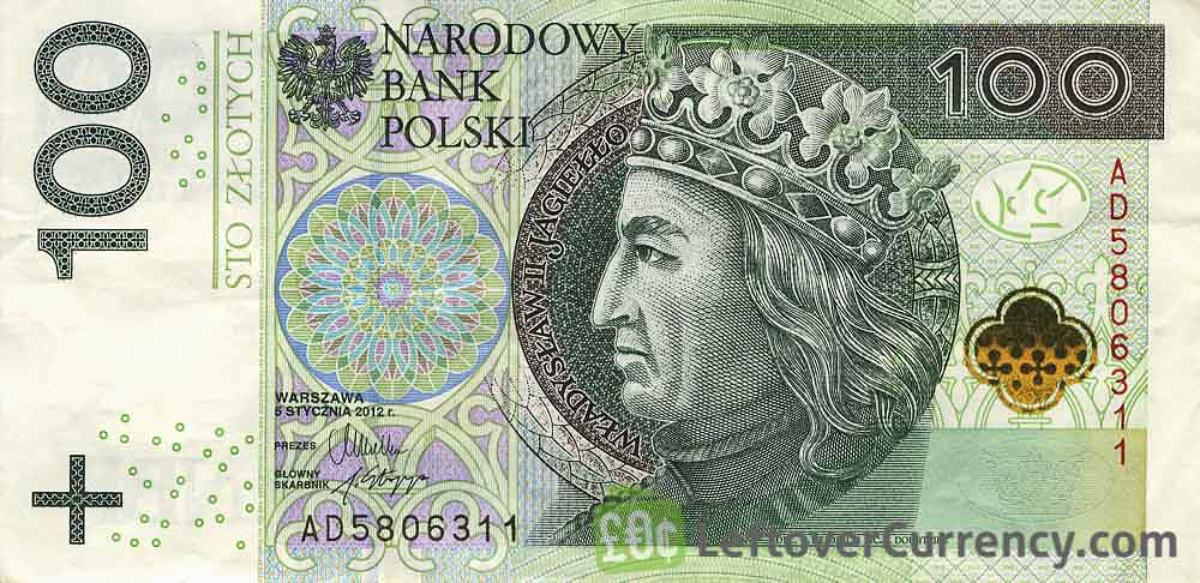 100
STO ZŁOTYCH
NARODOWY
BANK
POLSKI
100
WŁADYSŁAW II JAGIEŁŁO
AD5806311
WARSZAWA
5 STYCZNIA 2012 r.
PREZES
GŁÓWNY
SKARBNIK
AD5806311
£$¢ LeftoverCurrency.com